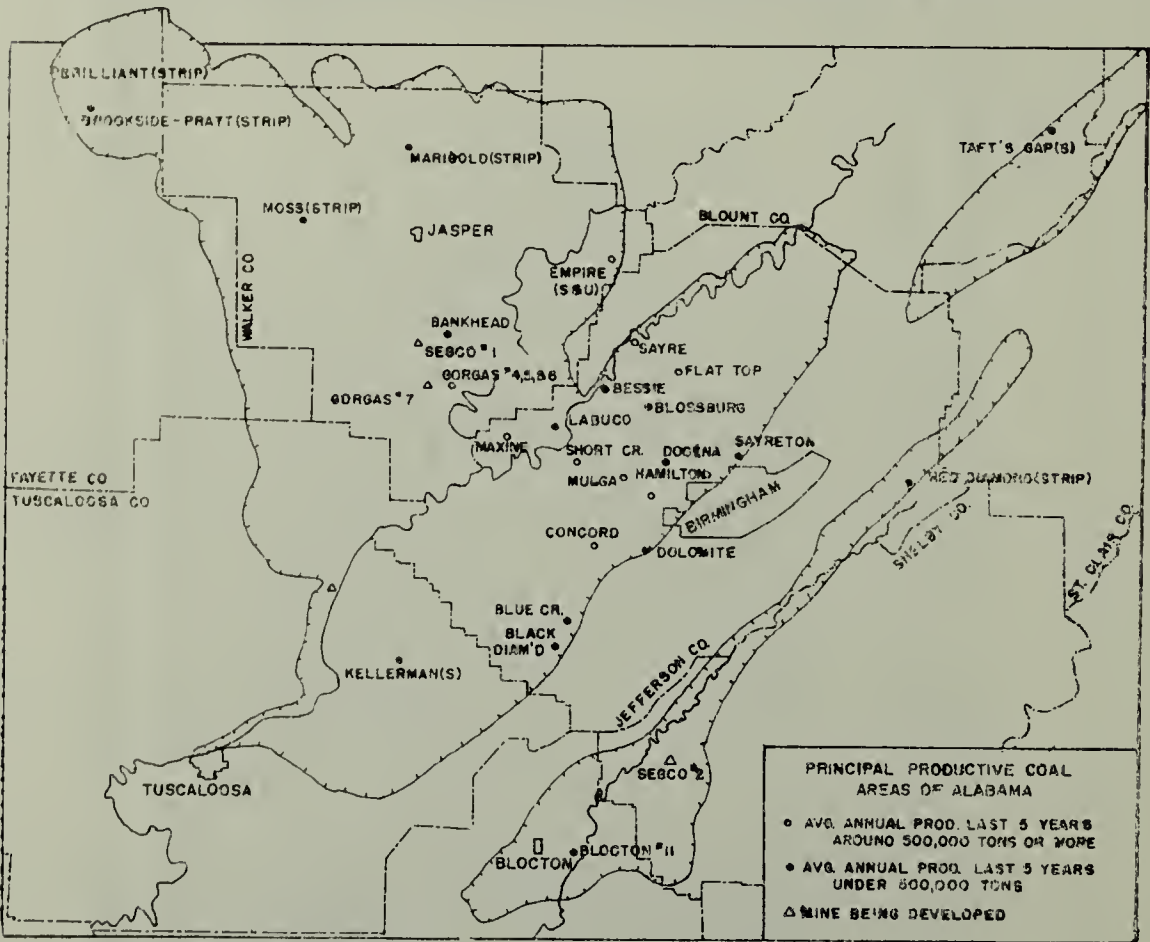 BRILLIANT(STRIP)
BROOKSIDE-PRATT(STRIP)
MARIGOLD(STRIP)
TAFT'S GAP(S)
MOSS(STRIP)
JASPER
BLOUNT CO.
EMPIRE
(S&U)
WALKER CO
BANKHEAD
SEGCO #1
SAYRE
GORGAS #4,5,&6
FLAT TOP
GORGAS #7
BESSIE
BLOSSBURG
LABUCO
MAXINE
SHORT CR.
DOCENA
SAYRETON
FAYETTE CO
TUSCALOOSA CO
MULGA
HAMILTON
RED DIAMOND(STRIP)
BIRMINGHAM
CONCORD
DOLOMITE
SHELBY CO.
ST. CLAIR CO.
BLUE CR.
BLACK
DIAM'D
KELLERMAN(S)
JEFFERSON CO.
SEGCO #2
TUSCALOOSA
BLOCTON
BLOCTON #11
PRINCIPAL PRODUCTIVE COAL
AREAS OF ALABAMA
AVG. ANNUAL PROD. LAST 5 YEARS
AROUND 500,000 TONS OR MORE
AVG. ANNUAL PROD. LAST 5 YEARS
UNDER 500,000 TONS
MINE BEING DEVELOPED